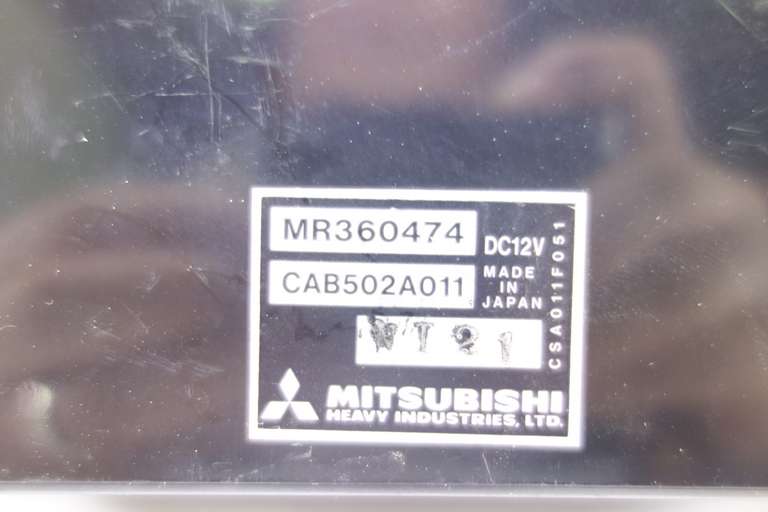 MR360474
DC12V
CAB502A011
MADE
IN
JAPAN
CSA011F051
MITSUBISHI
HEAVY INDUSTRIES, LTD.